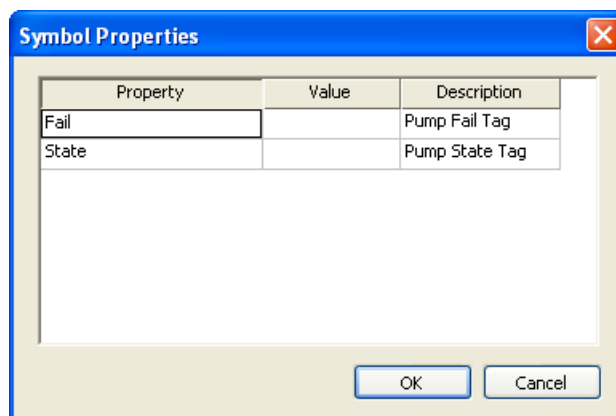 Symbol Properties
Property Value Description
Fail Pump Fail Tag
State Pump State Tag
OK Cancel